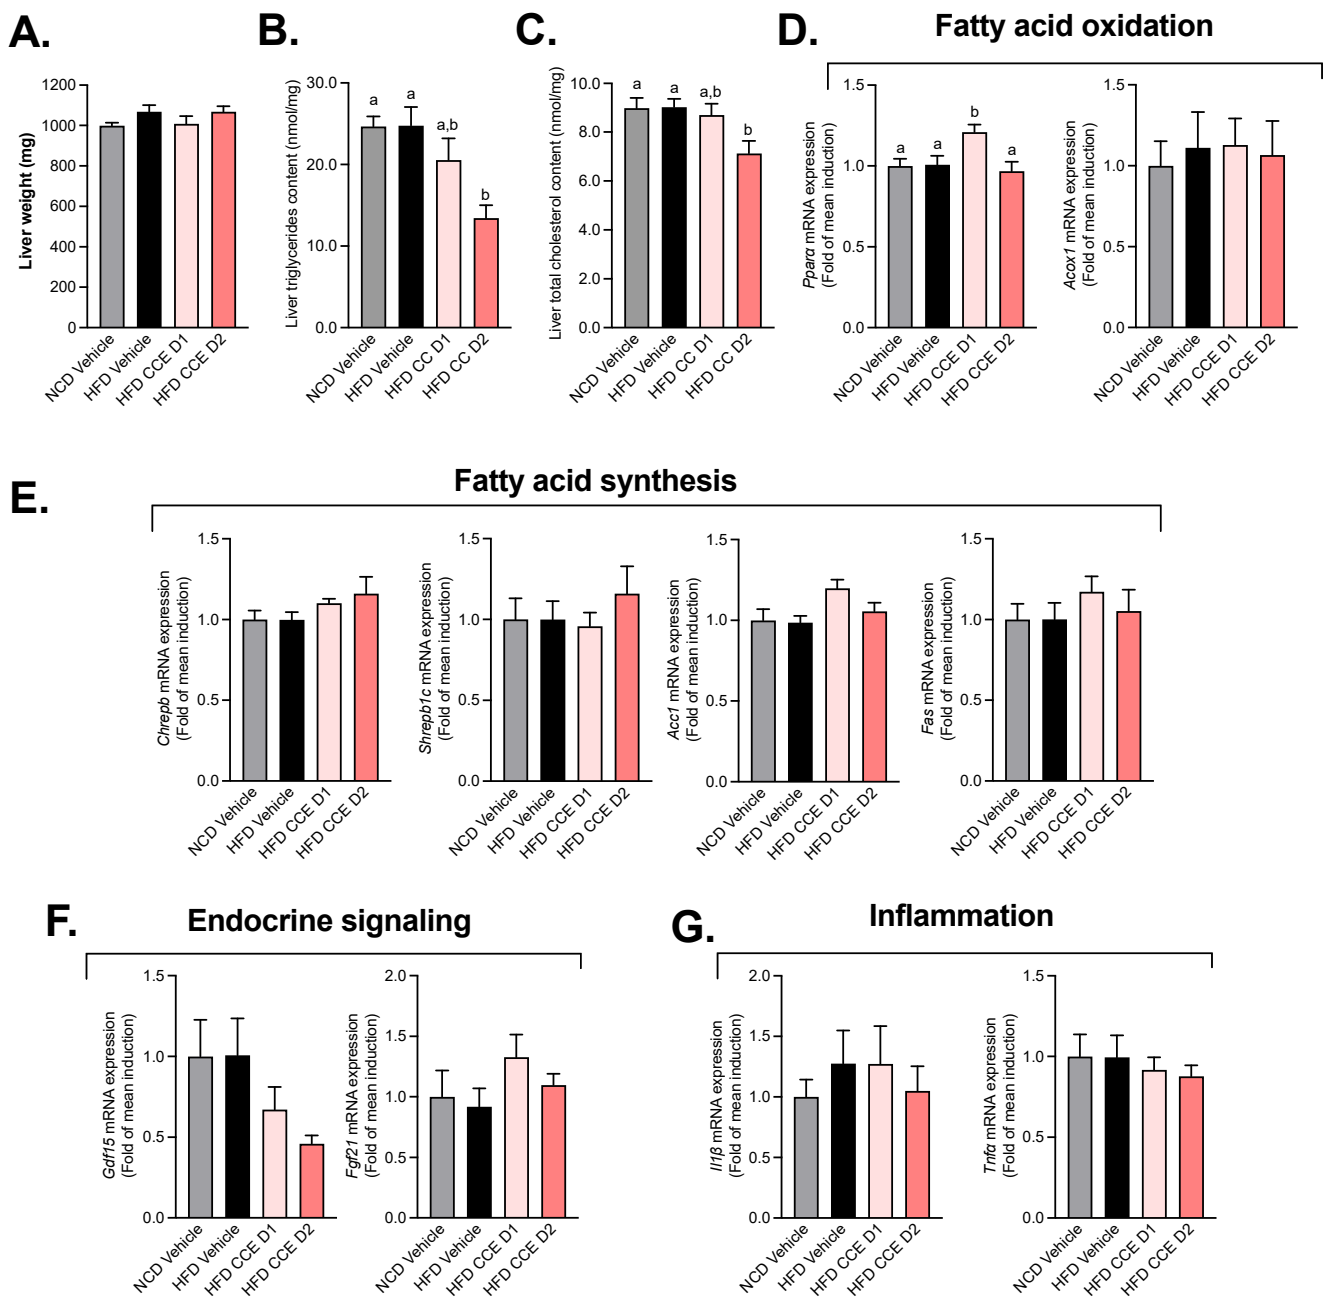 A.
Liver weight (mg)
1200
1000
800
600
400
200
0
NCD Vehicle
HFD Vehicle
HFD CCE D1
HFD CCE D2
B.
Liver triglycerides content (nmol/mg)
30.0
20.0
10.0
0.0
a
a
a,b
b
NCD Vehicle
HFD Vehicle
HFD CC D1
HFD CC D2
C.
Liver total cholesterol content (nmol/mg)
10.0
8.0
6.0
4.0
2.0
0.0
a
a
a,b
b
NCD Vehicle
HFD Vehicle
HFD CC D1
HFD CC D2
D.
Fatty acid oxidation
Pparα mRNA expression
(Fold of mean induction)
1.5
1.0
0.5
0.0
a
a
b
a
NCD Vehicle
HFD Vehicle
HFD CCE D1
HFD CCE D2
Acox1 mRNA expression
(Fold of mean induction)
1.5
1.0
0.5
0.0
NCD Vehicle
HFD Vehicle
HFD CCE D1
HFD CCE D2
E.
Fatty acid synthesis
Chrepb mRNA expression
(Fold of mean induction)
1.5
1.0
0.5
0.0
NCD Vehicle
HFD Vehicle
HFD CCE D1
HFD CCE D2
Shrepb1c mRNA expression
(Fold of mean induction)
1.5
1.0
0.5
0.0
NCD Vehicle
HFD Vehicle
HFD CCE D1
HFD CCE D2
Acc1 mRNA expression
(Fold of mean induction)
1.5
1.0
0.5
0.0
NCD Vehicle
HFD Vehicle
HFD CCE D1
HFD CCE D2
Fas mRNA expression
(Fold of mean induction)
1.5
1.0
0.5
0.0
NCD Vehicle
HFD Vehicle
HFD CCE D1
HFD CCE D2
F.
Endocrine signaling
Gdf15 mRNA expression
(Fold of mean induction)
1.5
1.0
0.5
0.0
NCD Vehicle
HFD Vehicle
HFD CCE D1
HFD CCE D2
Fgf21 mRNA expression
(Fold of mean induction)
2.0
1.5
1.0
0.5
0.0
NCD Vehicle
HFD Vehicle
HFD CCE D1
HFD CCE D2
G.
Inflammation
Il1β mRNA expression
(Fold of mean induction)
2.0
1.5
1.0
0.5
0.0
NCD Vehicle
HFD Vehicle
HFD CCE D1
HFD CCE D2
Tnfα mRNA expression
(Fold of mean induction)
1.5
1.0
0.5
0.0
NCD Vehicle
HFD Vehicle
HFD CCE D1
HFD CCE D2